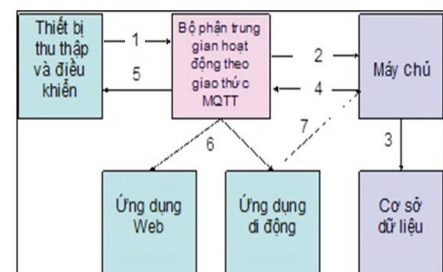 Thiết bị
thu thập
và điều
khiển
1
5
Bộ phận trung
gian hoạt
động theo
giao thức
MQTT
2
4
Máy Chủ
6
7
3
Ứng dụng
Web
Ứng dụng
di động
Cơ sở
dữ liệu